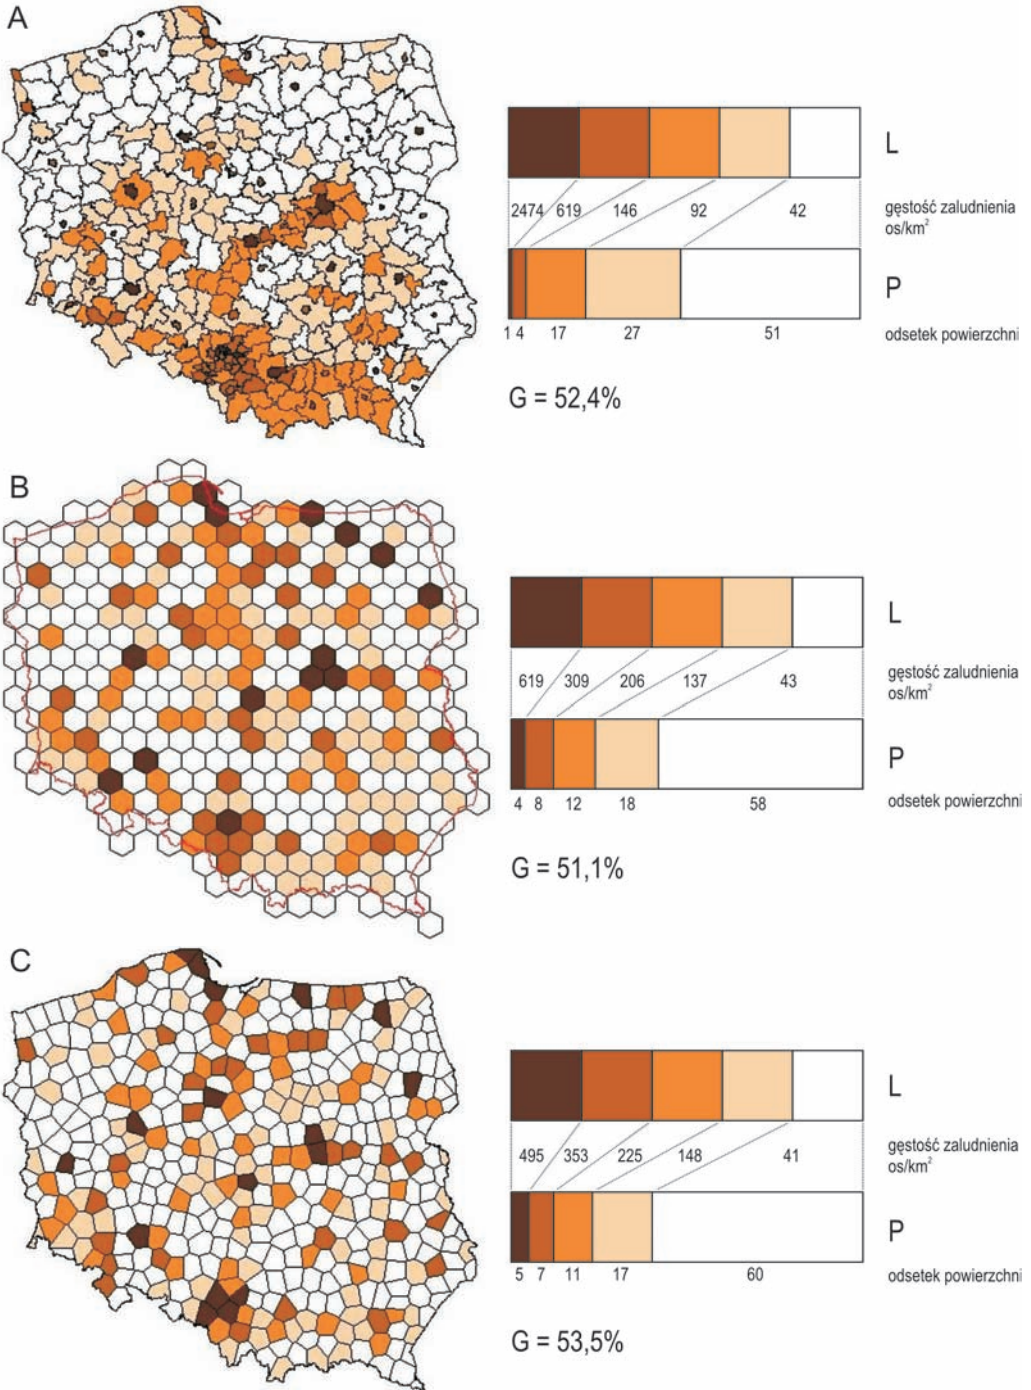 A
L
2474 619 146 92 42
gęstość zaludnienia
os/km²
P
1 4 17 27 51
odsetek powierzchni
G = 52,4%
B
L
619 309 206 137 43
gęstość zaludnienia
os/km²
P
4 8 12 18 58
odsetek powierzchni
G = 51,1%
C
L
495 353 225 148 41
gęstość zaludnienia
os/km²
P
5 7 11 17 60
odsetek powierzchni
G = 53,5%